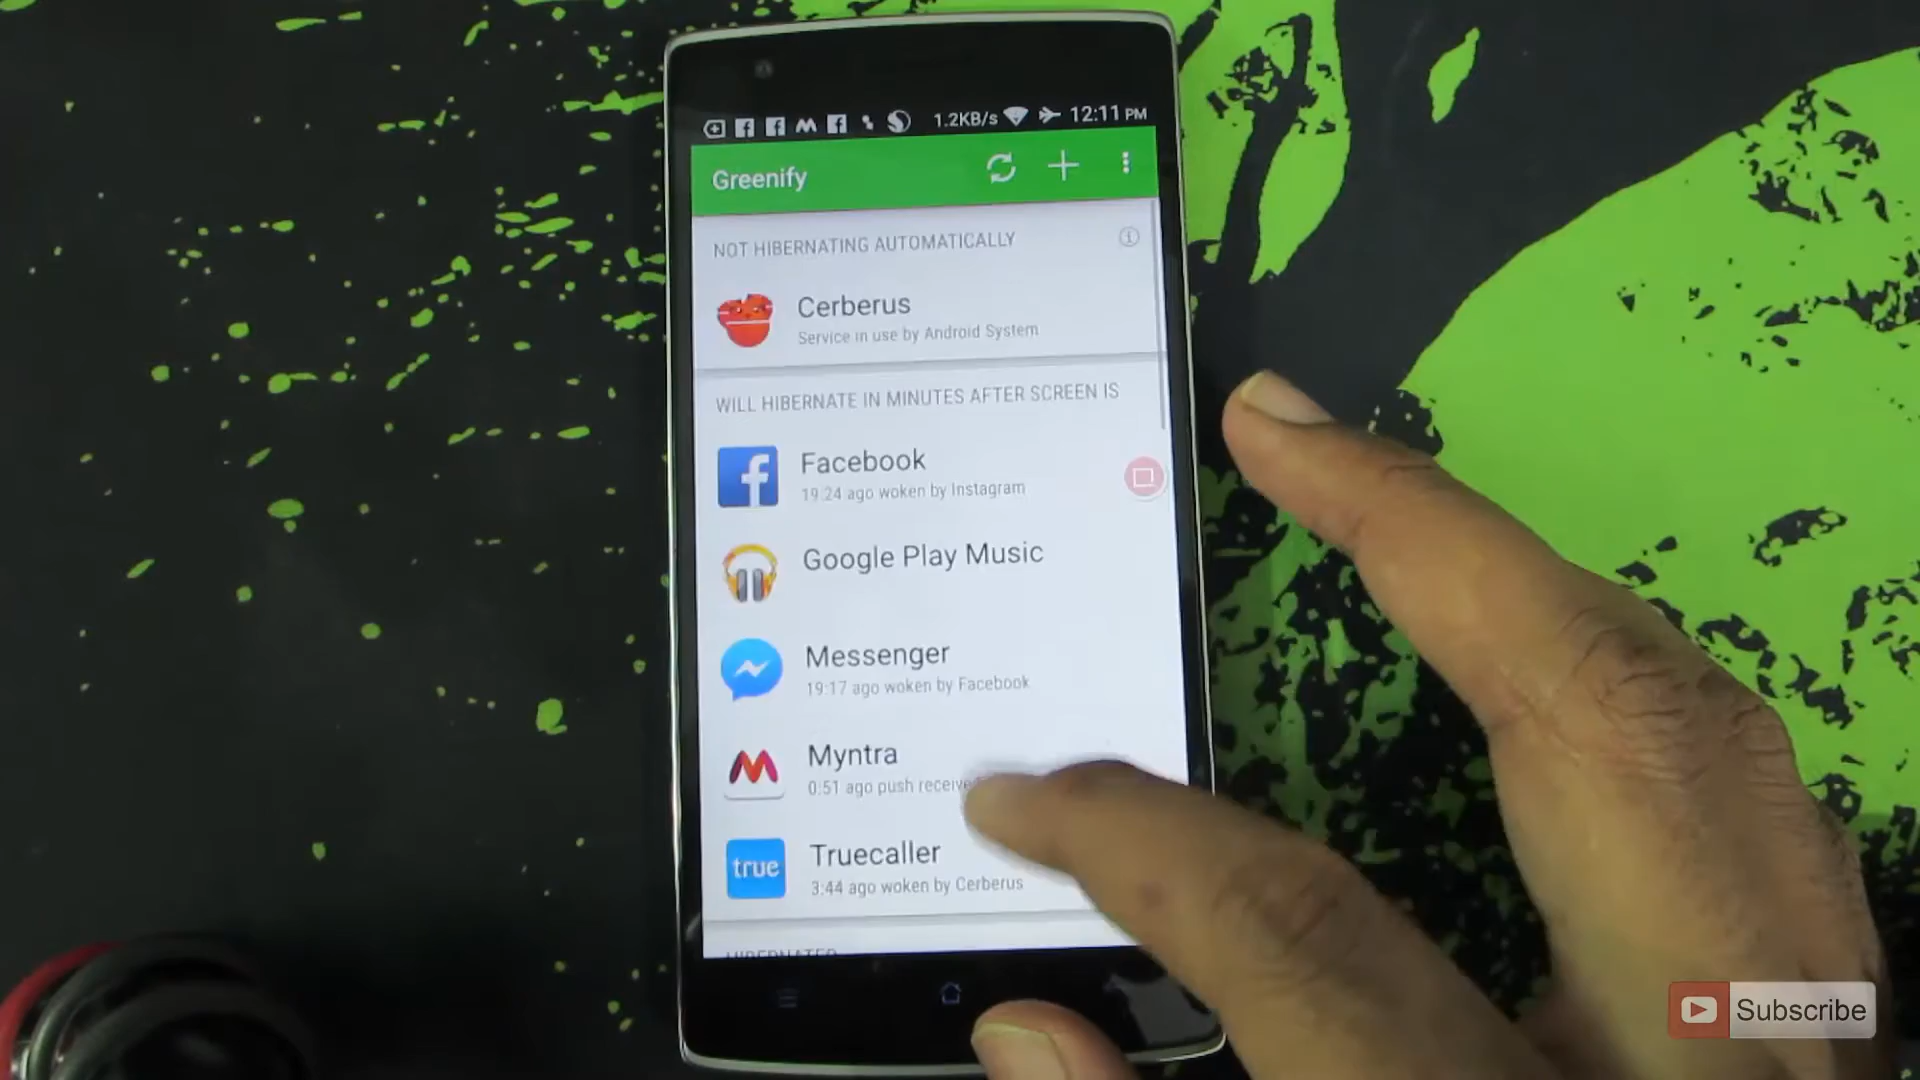 1.2KB/s 12:11 PM
Greenify
NOT HIBERNATING AUTOMATICALLY
Cerberus
Service in use by Android System
WILL HIBERNATE IN MINUTES AFTER SCREEN IS
Facebook
19:24 ago woken by Instagram
Google Play Music
Messenger
19:17 ago woken by Facebook
Myntra
0:51 ago push receive
true
Truecaller
3:44 ago woken by Cerberus
HIBERNATED
Subscribe